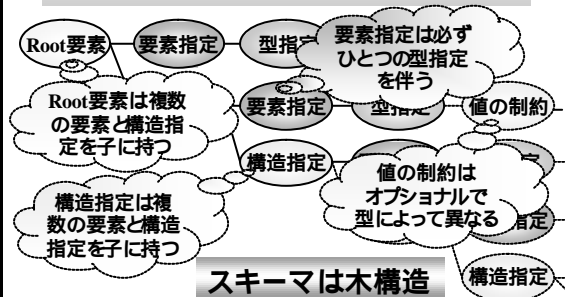 Root要素
要素指定
型指定
要素指定は必ず
ひとつの型指定
を伴う
Root要素は複数
の要素と構造指
定を子に持つ
要素指定
型指定
値の制約
構造指定
値の制約は
オプショナルで
型によって異なる
定
構造指定は複
数の要素と構造
指定を子に持つ
指定
スキーマは木構造
構造指定